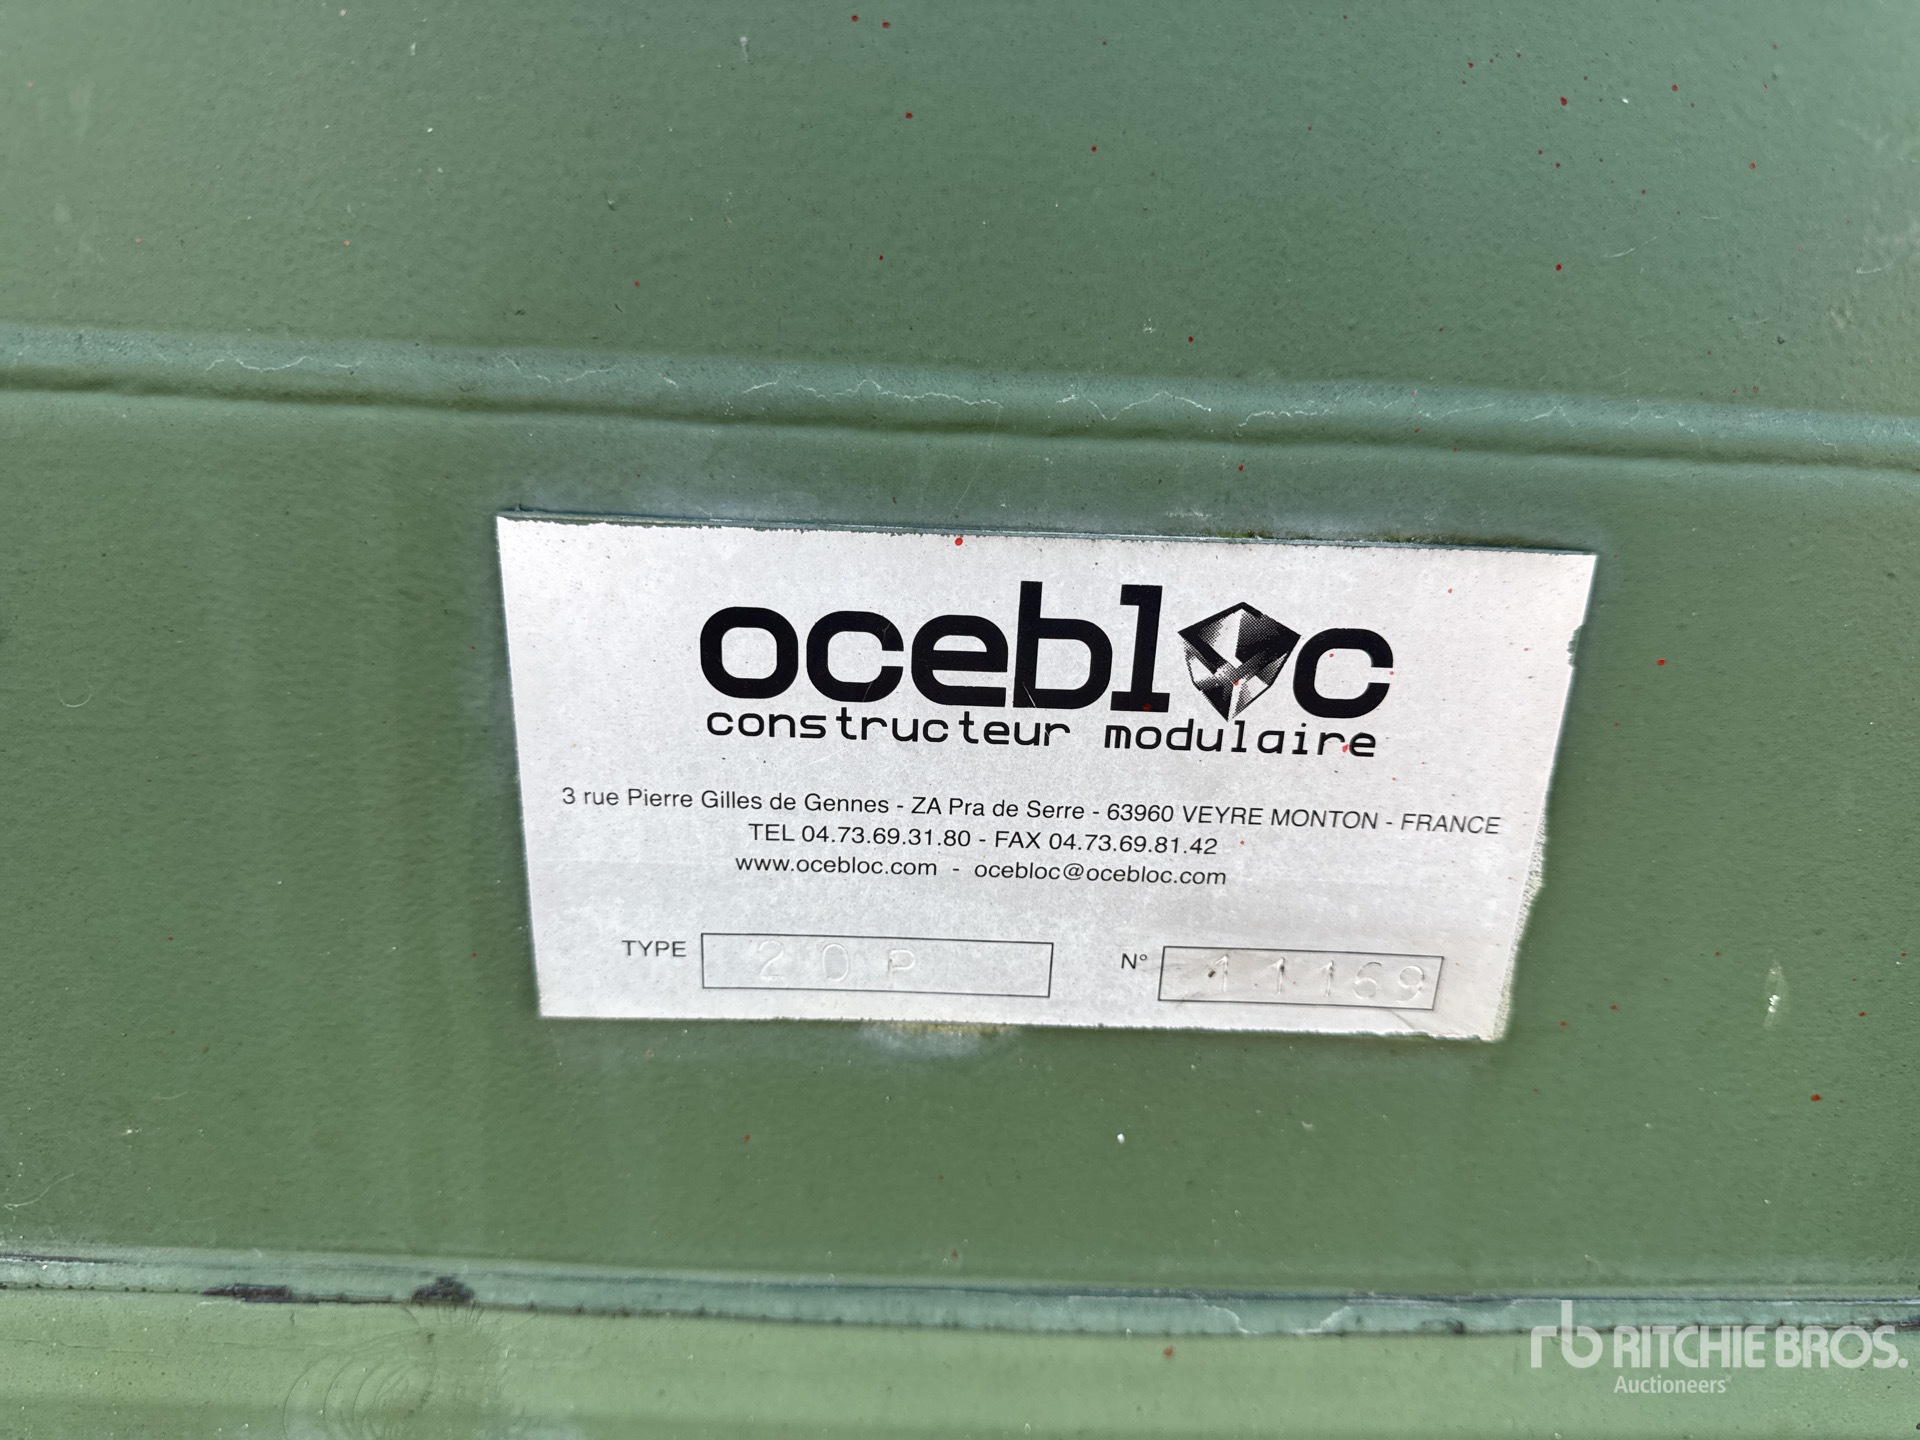 ocebloc
constructeur modulaire
3 rue Pierre Gilles de Gennes - ZA Pra de Serre - 63960 VEYRE MONTON - FRANCE
TEL 04.73.69.31.80 - FAX 04.73.69.81.42
www.ocebloc.com - ocebloc@ocebloc.com
TYPE 20P N° 11169
rb RITCHIE BROS.
Auctioneers